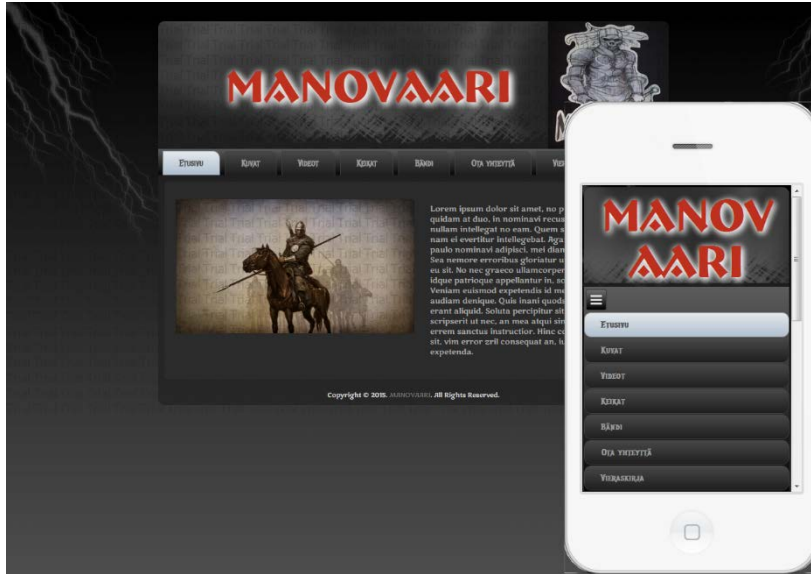 MANOVAARI
Etusivu Kuvat Videot Keikat Bändi Ota yhteyttä
Lorem ipsum dolor sit amet, no p
quidam at duo, in nominavi recua
nullam intellegat no eam. Quem s
nam ei evertitur intellegebat. Aga
paulo nominavi adipisci, mei dian
Sea nemore erroribus gloriatur u
eu sit. No nec graeco ullamcorper
idque patrioque appellantur in, sc
Veniam euismod expetendis id me
audiam denique. Quis inani quods
erant aliquid. Soluta percipitur sit
scripserit ut nec, an mea atqui sin
errem sanctus instructior. Hinc co
sit, vim error zril consequat an, iu
expetenda.
Copyright © 2015. MANOVAARI. All Rights Reserved.
MANOV
AARI
Etusivu
Kuvat
Videot
Keikat
Bändi
Ota yhteyttä
Vieraskirja